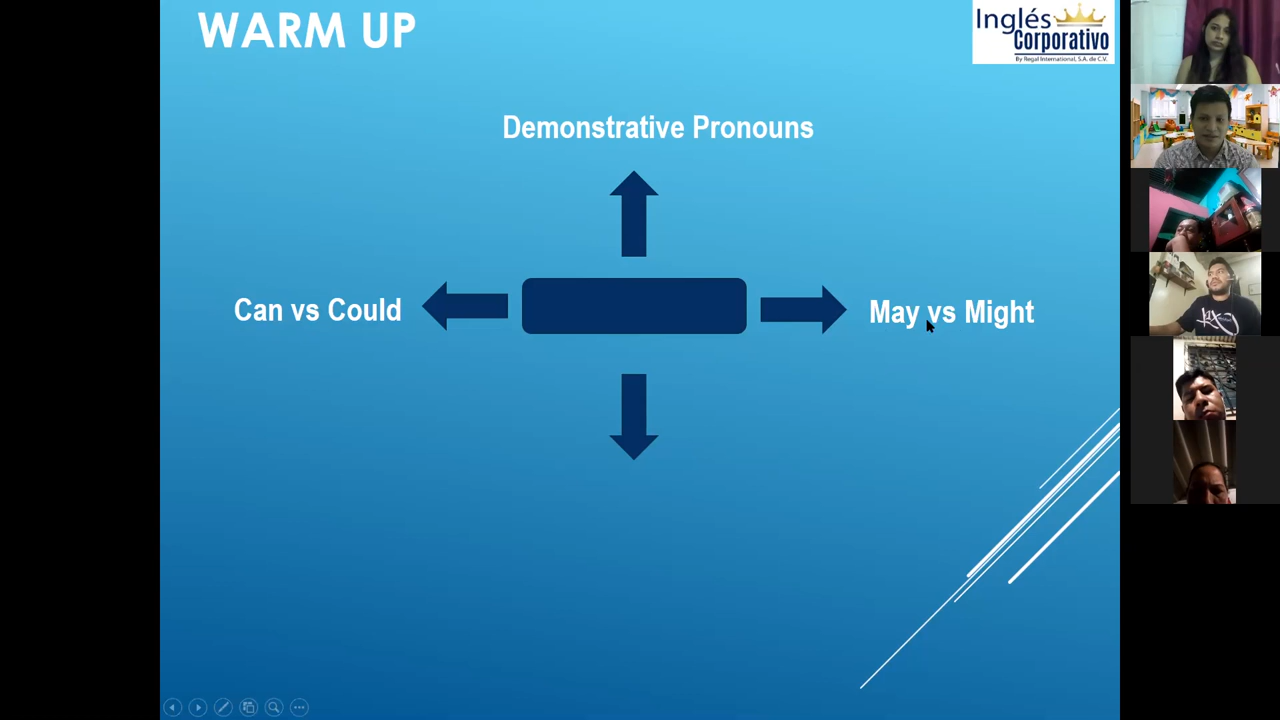 WARM UP
Inglés
Corporativo
By Regal International, S.A. de C.V.
Demonstrative Pronouns
Can vs Could
May vs Might